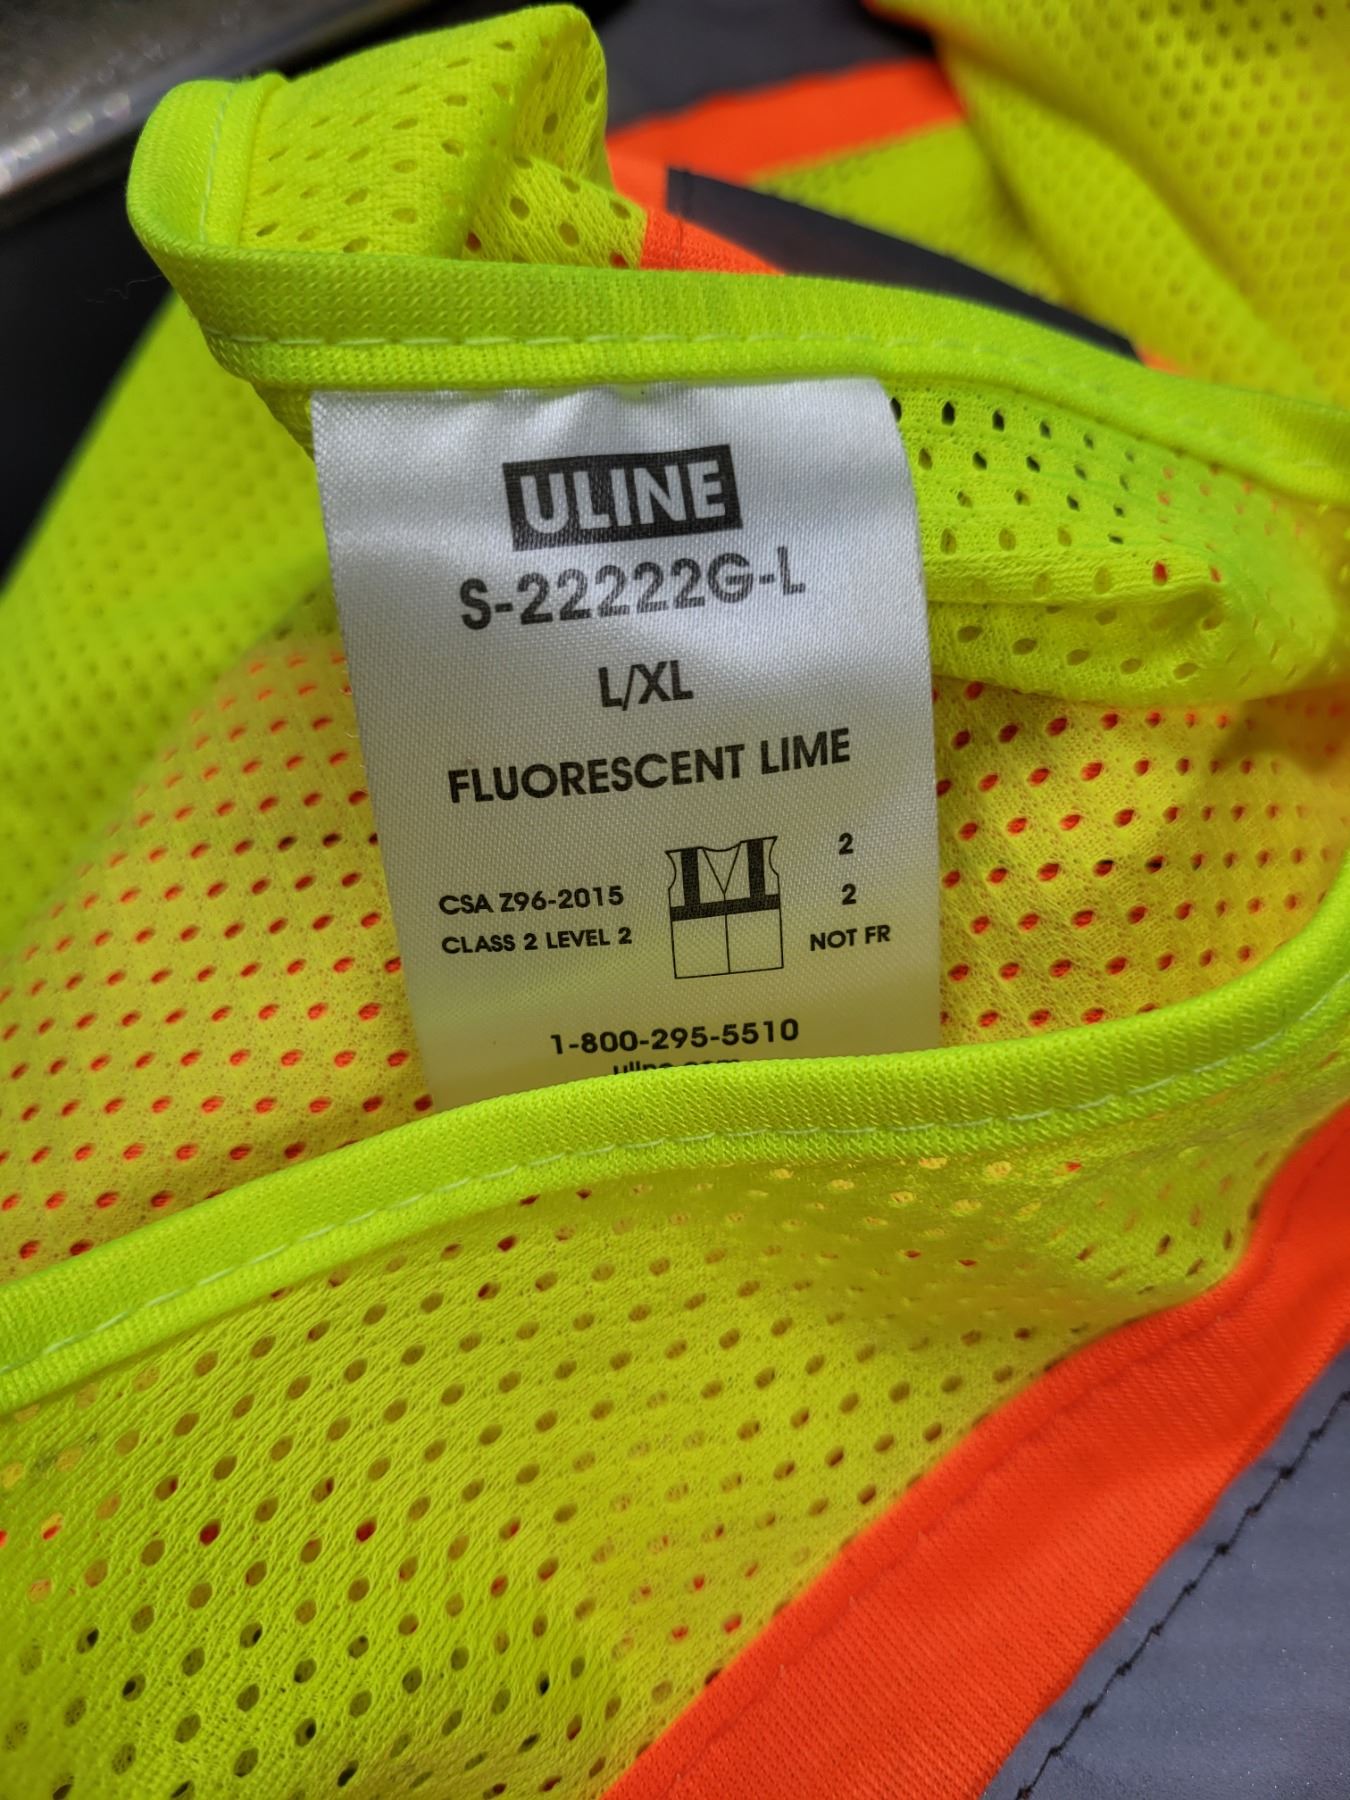 ULINE
S-22222G-L
L/XL
FLUORESCENT LIME
CSA Z96-2015
CLASS 2 LEVEL 2
2
2
NOT FR
1-800-295-5510